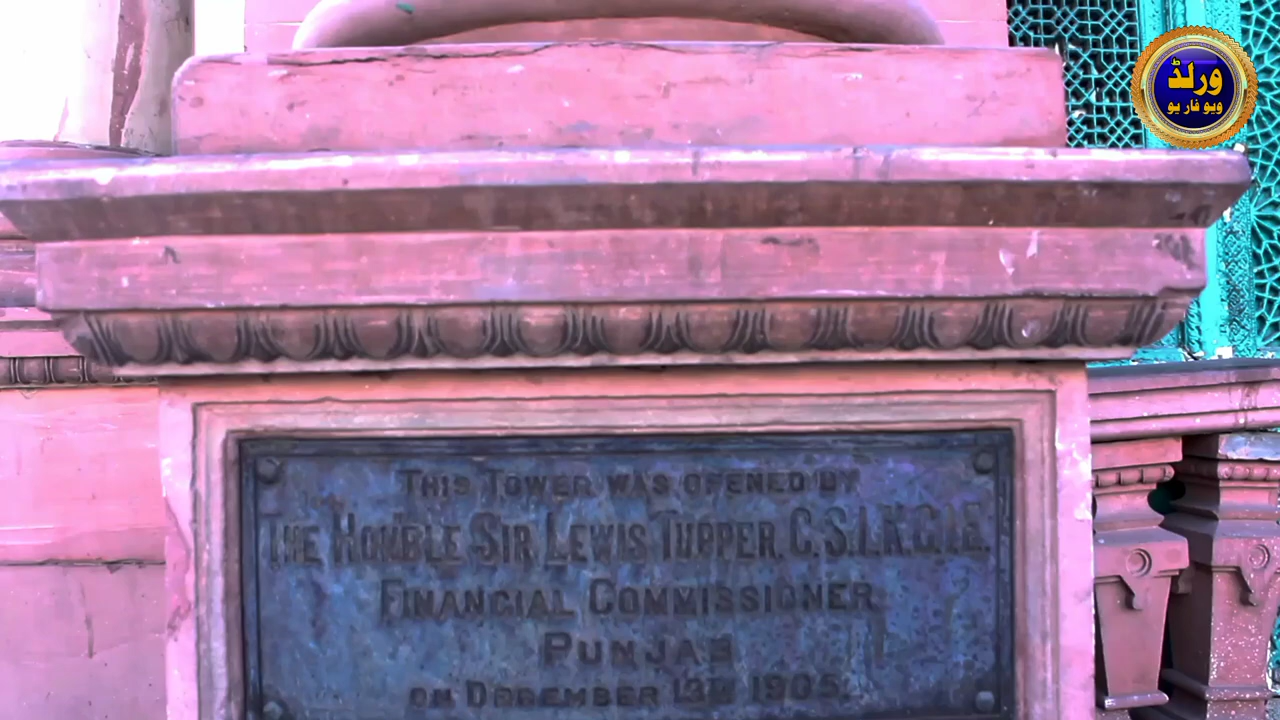 ورلڈ
ویو فار یو
THIS TOWER WAS OPENED BY
THE HON'BLE SIR LEWIS TUPPER. C.S.I.K.C.I.E.
FINANCIAL COMMISSIONER
PUNJAB
ON DECEMBER 13TH 1905.